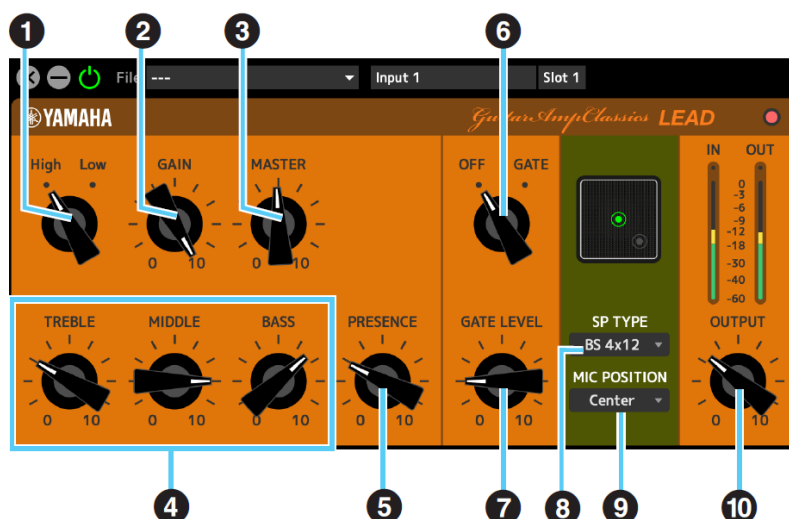 1 2 3 6
File --- Input 1 Slot 1
YAMAHA GuitarAmpClassics LEAD
High Low GAIN MASTER OFF GATE IN OUT
0
-3
-6
-9
-12
-18
-30
-40
-60
0 10 0 10
TREBLE MIDDLE BASS PRESENCE GATE LEVEL SP TYPE OUTPUT
BS 4x12
MIC POSITION
Center
0 10 0 10 0 10 0 10 0 10 0 10
4 5 7 8 9 10